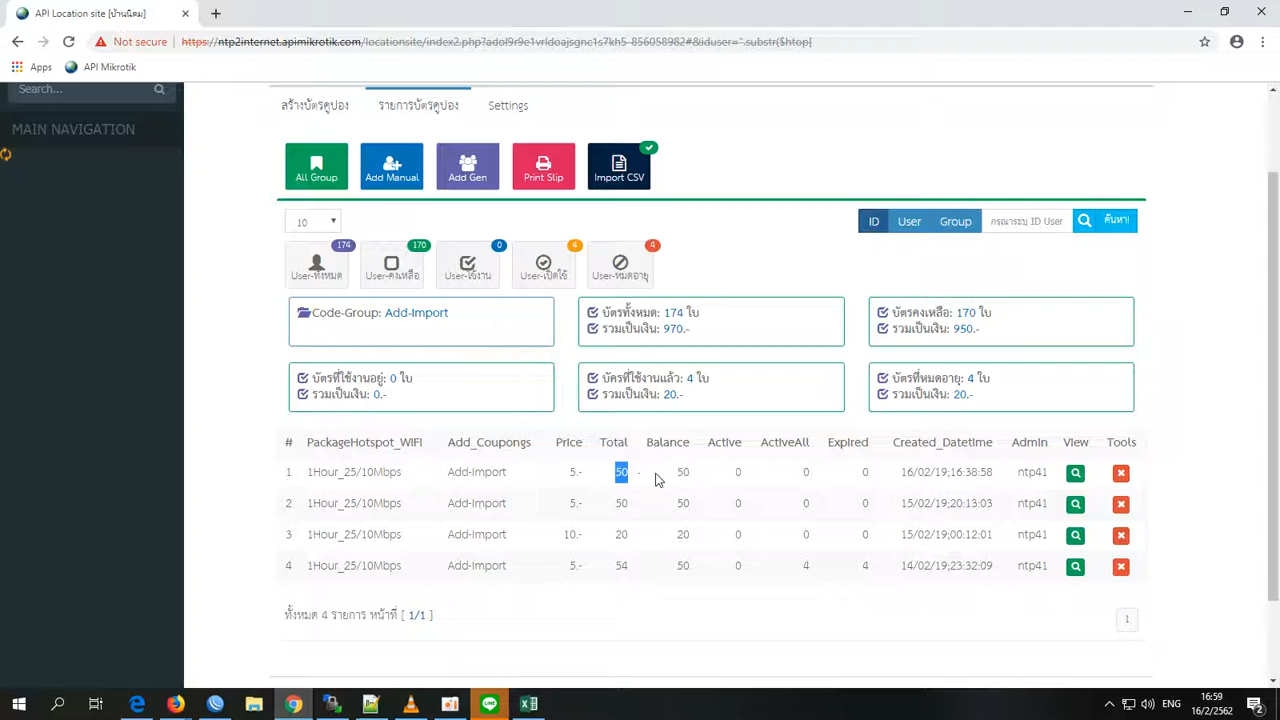 API Location site [บ้านนิคม]
Not secure
https://ntp2internet.apimikrotik.com/locationsite/index2.php?
Apps
API Mikrotik
Search...
MAIN NAVIGATION
สร้างบัตรคูปอง
รายการบัตรคูปอง
Settings
All Group
Add Manual
Add Gen
Print Slip
Import CSV
10
ID
User
Group
กรุณาระบุ ID User
ค้นหา!
174
170
0
4
4
User-ทั้งหมด
User-คงเหลือ
User-ใช้งาน
User-เปิดใช้
User-หมดอายุ
Code-Group: Add-Import
บัตรทั้งหมด: 174 ใบ
รวมเป็นเงิน: 970.-
บัตรคงเหลือ: 170 ใบ
รวมเป็นเงิน: 950.-
บัตรที่ใช้งานอยู่: 0 ใบ
รวมเป็นเงิน: 0.-
บัครที่ใช้งานแล้ว: 4 ใบ
รวมเป็นเงิน: 20.-
บัตรที่หมดอายุ: 4 ใบ
รวมเป็นเงิน: 20.-
# PackageHotspot_WIFI Add_Coupongs Price Total Balance Active ActiveAll Expired Created_Datetime Admin View Tools
1 1Hour_25/10Mbps Add-Import 5.- 50 50 0 0 0 16/02/19;16:38:58 ntp41
2 1Hour_25/10Mbps Add-Import 5.- 50 50 0 0 0 15/02/19;20:13:03 ntp41
3 1Hour_25/10Mbps Add-Import 10.- 20 20 0 0 0 15/02/19;00:12:01 ntp41
4 1Hour_25/10Mbps Add-Import 5.- 54 50 0 4 4 14/02/19;23:32:09 ntp41
ทั้งหมด 4 รายการ หน้าที่ [ 1/1 ]
1
ENG
16:59
16/2/2562
2